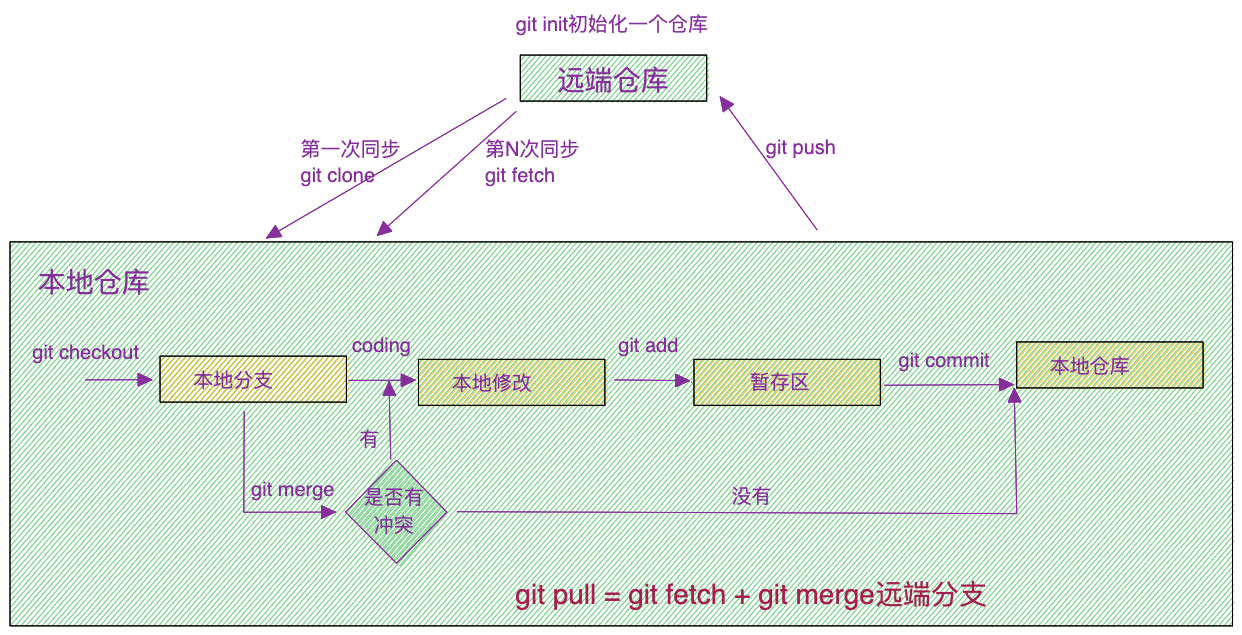 git init初始化一个仓库
远端仓库
第一次同步
git clone
第N次同步
git fetch
git push
本地仓库
git checkout
本地分支
coding
本地修改
git add
暂存区
git commit
本地仓库
有
git merge
是否有
冲突
没有
git pull = git fetch + git merge远端分支